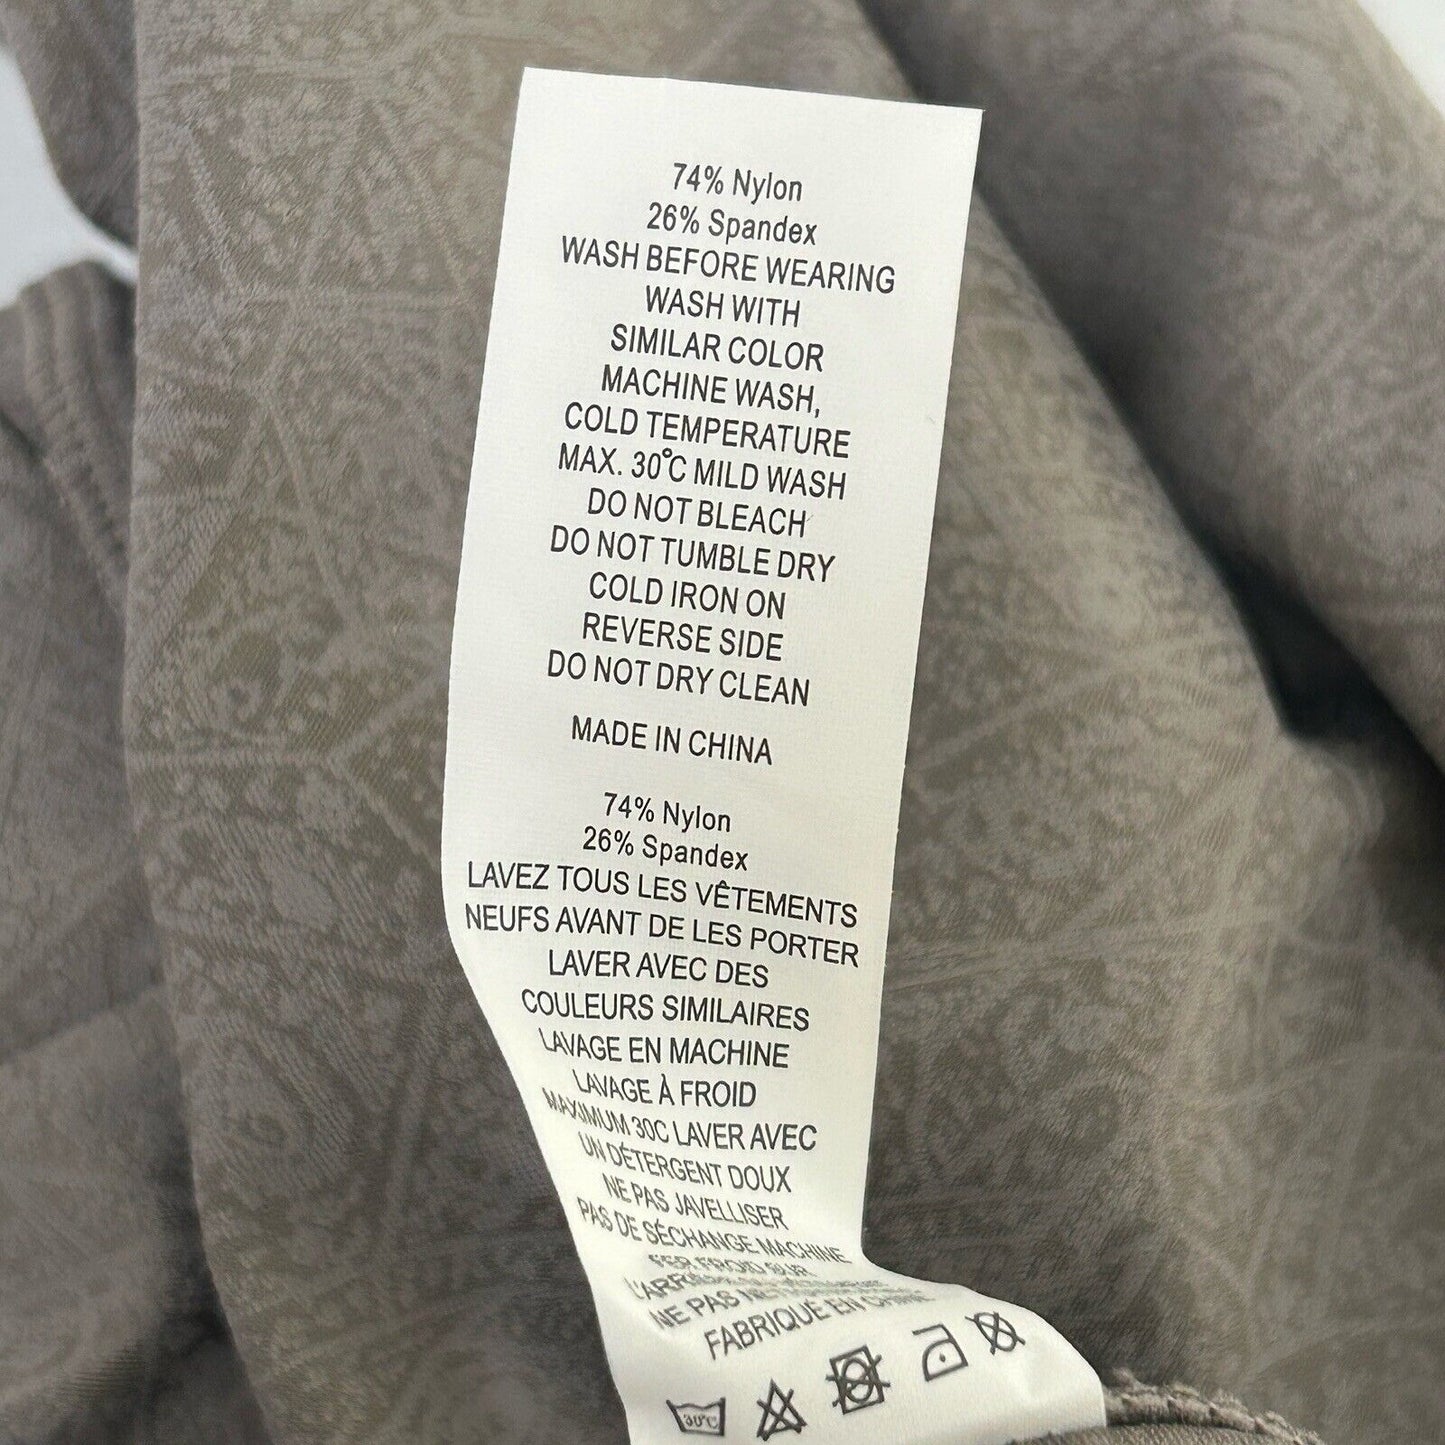 74% Nylon
26% Spandex
WASH BEFORE WEARING
WASH WITH
SIMILAR COLOR
MACHINE WASH,
COLD TEMPERATURE
MAX. 30°C MILD WASH
DO NOT BLEACH
DO NOT TUMBLE DRY
COLD IRON ON
REVERSE SIDE
DO NOT DRY CLEAN
MADE IN CHINA
74% Nylon
26% Spandex
LAVEZ TOUS LES VÊTEMENTS
NEUFS AVANT DE LES PORTER
LAVER AVEC DES
COULEURS SIMILAIRES
LAVAGE EN MACHINE
LAVAGE À FROID
MAXIMUM 30C LAVER AVEC
UN DÉTERGENT DOUX
NE PAS JAVELLISER
PAS DE SÉCHANGE MACHINE
FER FROID SUR
NE PAS
FABRIQUE EN CHINE
30°C